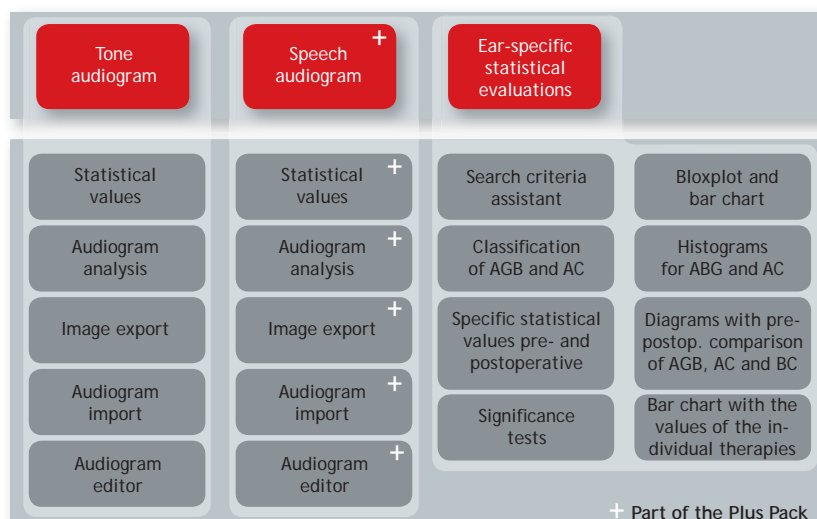 Tone
audiogram
Speech
audiogram
+
Ear-specific
statistical
evaluations
Statistical
values
Audiogram
analysis
Image export
Audiogram
import
Audiogram
editor
Statistical
values
+
Audiogram
analysis
+
Image export
+
Audiogram
import
+
Audiogram
editor
+
Search criteria
assistant
Classification
of AGB and AC
Specific statistical
values pre- and
postoperative
Significance
tests
Bloxplot and
bar chart
Histograms
for ABG and AC
Diagrams with pre-
postop. comparison
of AGB, AC and BC
Bar chart with the
values of the in-
dividual therapies
+ Part of the Plus Pack